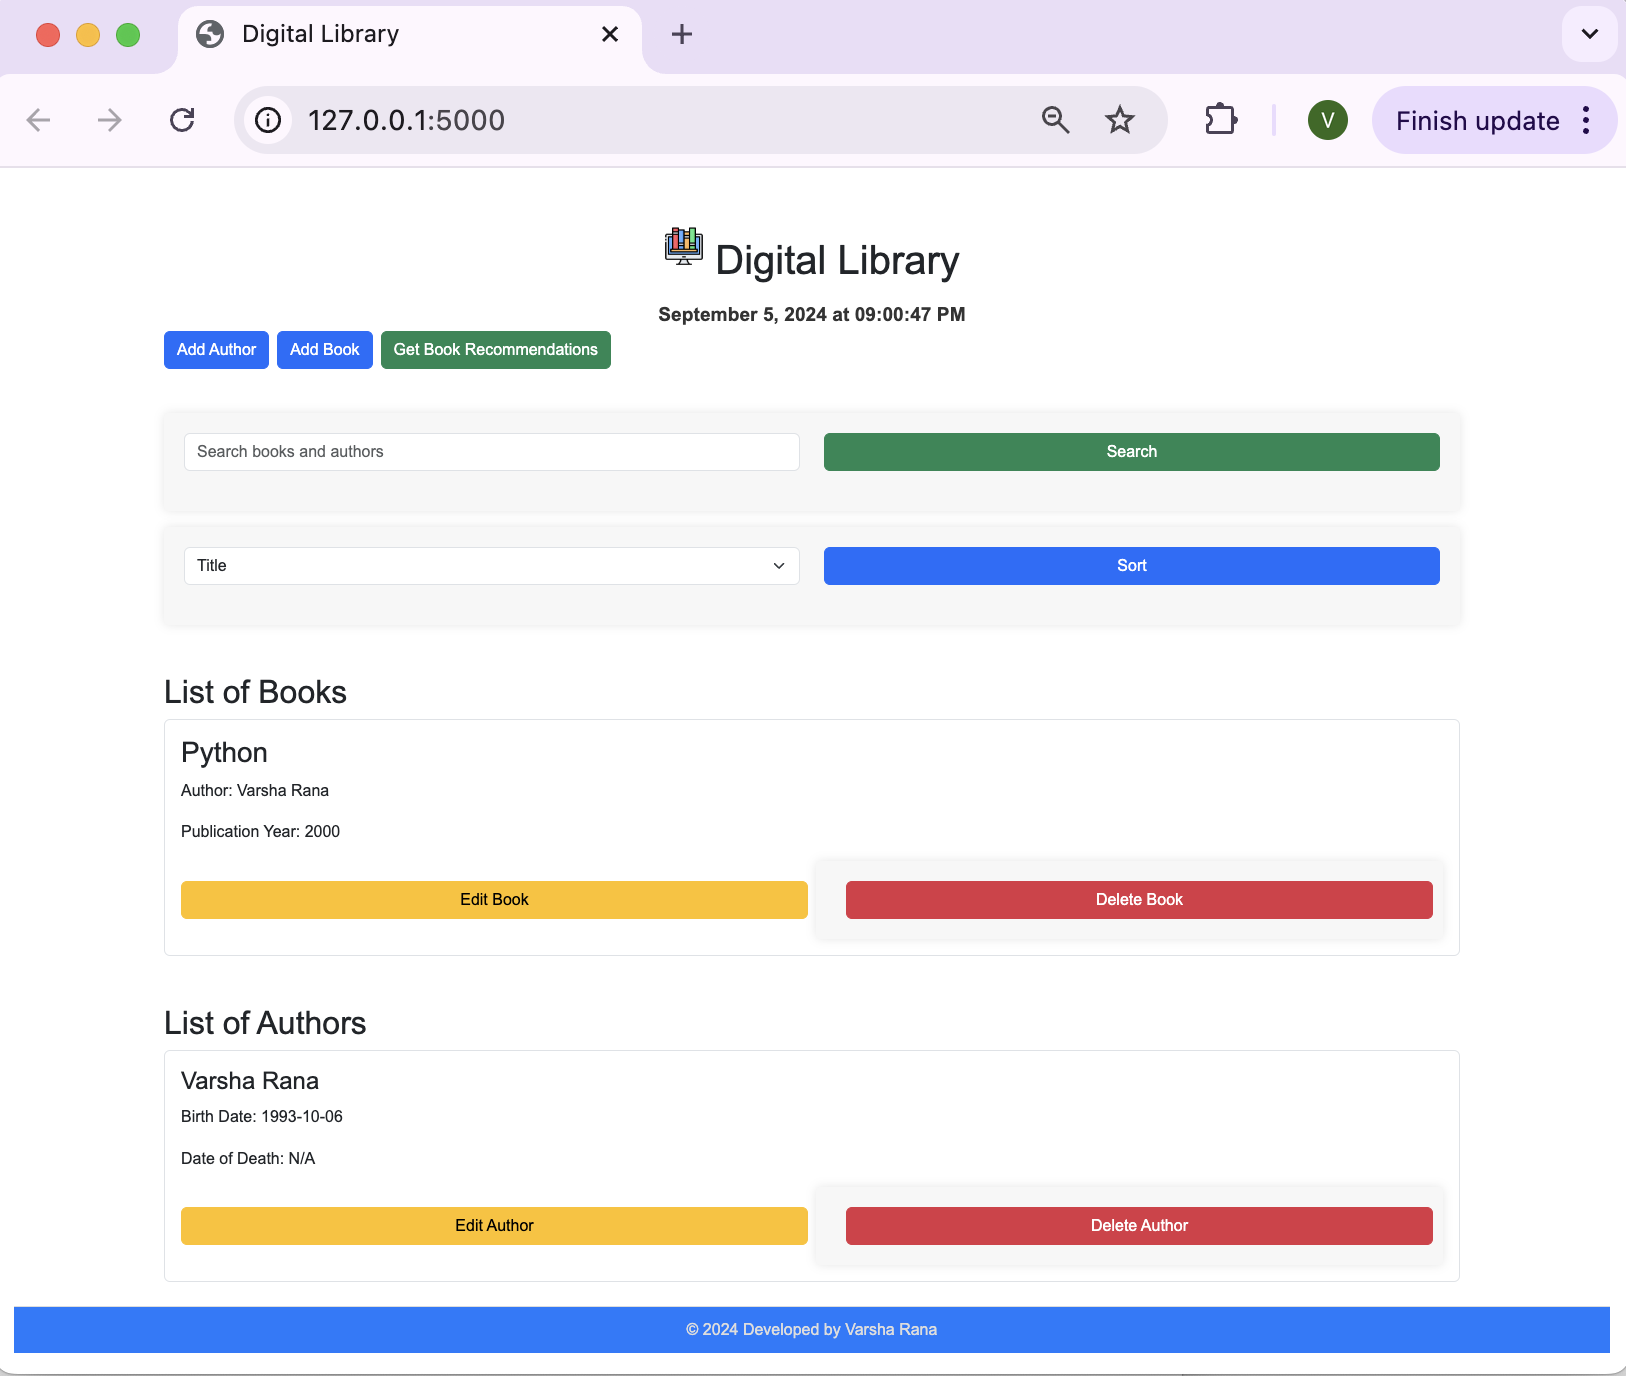 Digital Library
127.0.0.1:5000
V
Finish update
Digital Library
September 5, 2024 at 09:00:47 PM
Add Author Add Book Get Book Recommendations
Search books and authors Search
Title Sort
List of Books
Python
Author: Varsha Rana
Publication Year: 2000
Edit Book Delete Book
List of Authors
Varsha Rana
Birth Date: 1993-10-06
Date of Death: N/A
Edit Author Delete Author
© 2024 Developed by Varsha Rana